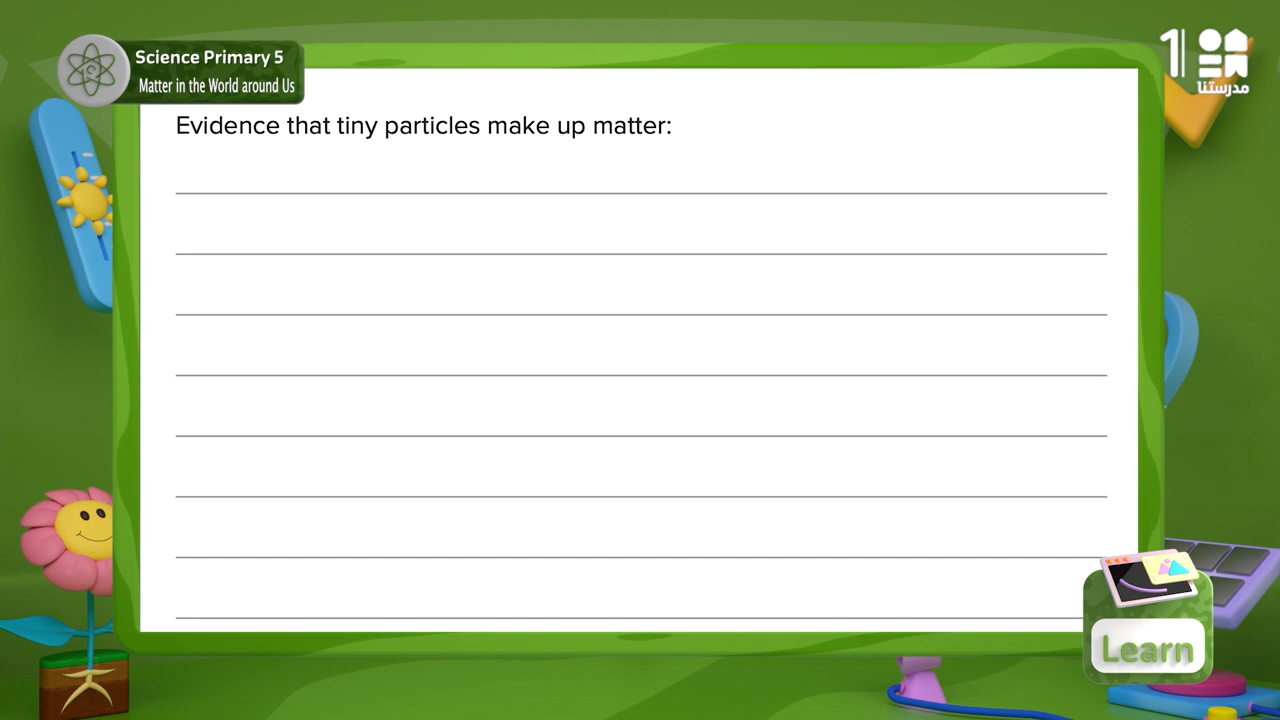 Science Primary 5
Matter in the World around Us
1
مدرستنا
Evidence that tiny particles make up matter:
Learn